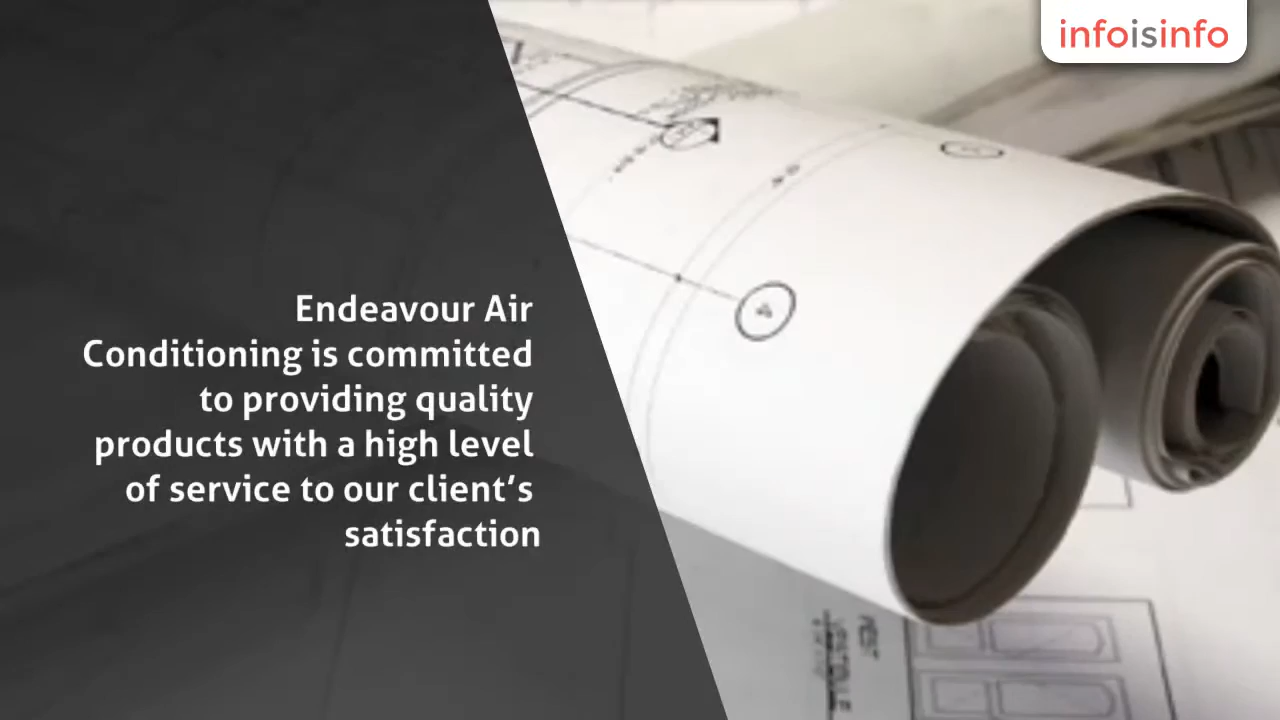 infoisinfo
Endeavour Air
Conditioning is committed
to providing quality
products with a high level
of service to our client's
satisfaction